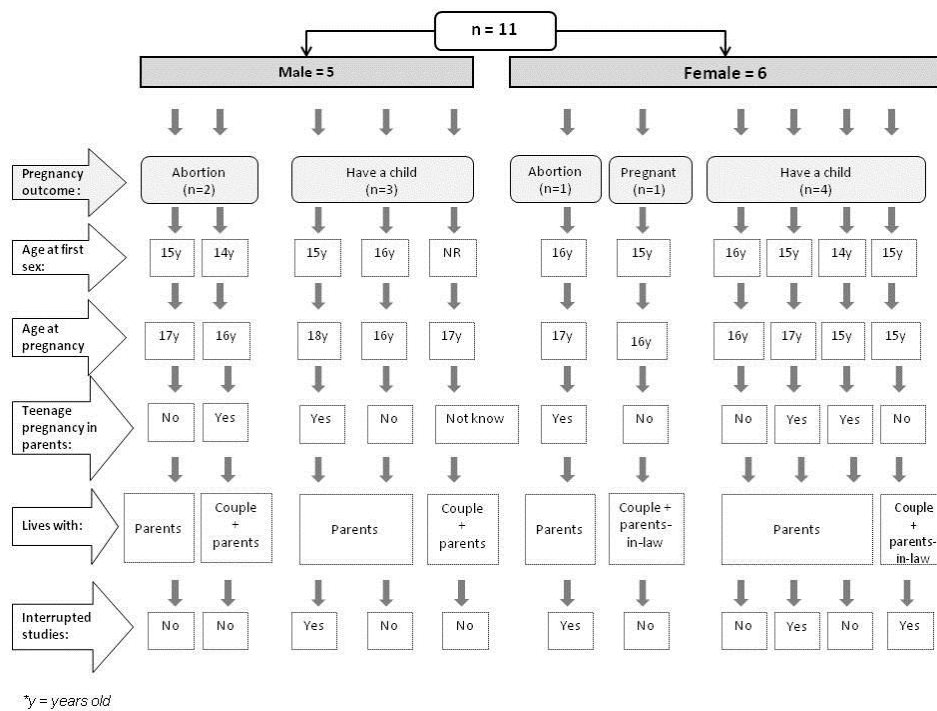 n = 11
Male = 5
Female = 6
Pregnancy
outcome :
Abortion
(n=2)
Have a child
(n=3)
Abortion
(n=1)
Pregnant
(n=1)
Have a child
(n=4)
Age at first
sex:
15y 14y 15y 16y NR 16y 15y 16y 15y 14y 15y
Age at
pregnancy
17y 16y 18y 16y 17y 17y 16y 16y 17y 15y 15y
Teenage
pregnancy in
parents:
No Yes Yes No Not know Yes No No Yes Yes No
Lives with:
Parents
Couple
+
parents
Parents
Couple
+
parents
Parents
Couple +
parents-
in-law
Parents
Couple
+
parents-
in-law
Interrupted
studies:
No No Yes No No Yes No No Yes No Yes
*y = years old